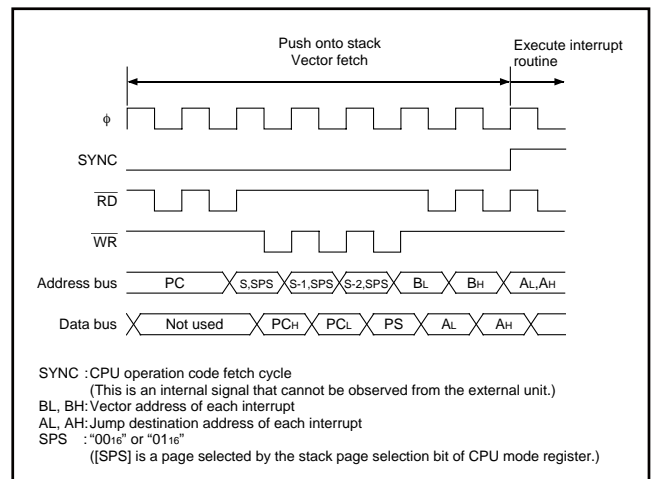 Push onto stack
Vector fetch
Execute interrupt
routine
ϕ
SYNC
RD
WR
Address bus PC S,SPS S-1,SPS S-2,SPS BL BH AL,AH
Data bus Not used PCH PCL PS AL AH
SYNC : CPU operation code fetch cycle
(This is an internal signal that cannot be observed from the external unit.)
BL, BH: Vector address of each interrupt
AL, AH: Jump destination address of each interrupt
SPS : “0016” or “0116”
([SPS] is a page selected by the stack page selection bit of CPU mode register.)